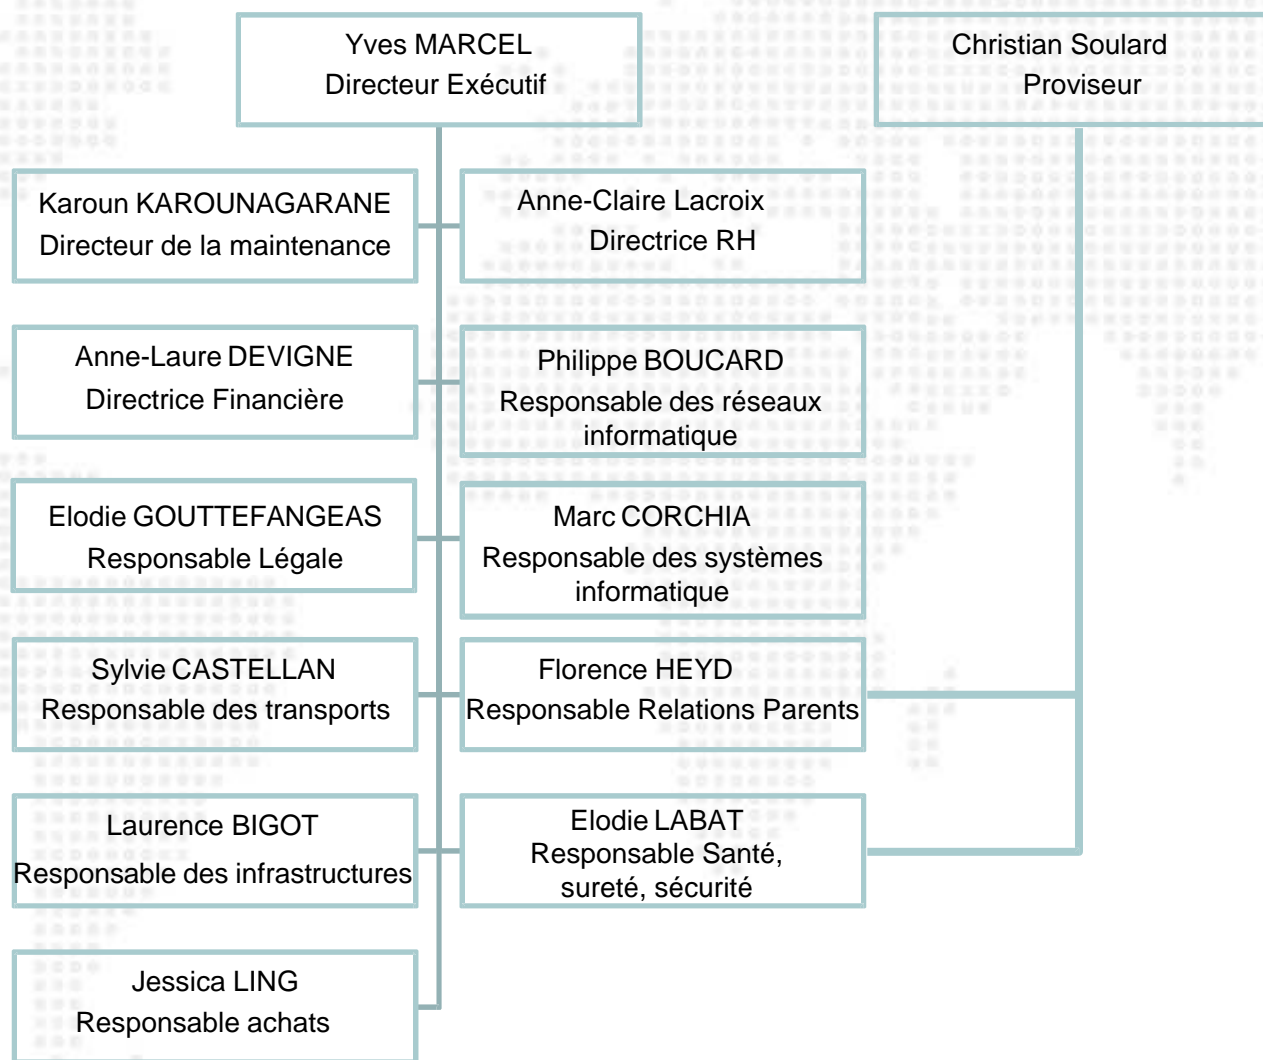 Yves MARCEL
Directeur Exécutif
Christian Soulard
Proviseur
Karoun KAROUNAGARANE
Directeur de la maintenance
Anne-Claire Lacroix
Directrice RH
Anne-Laure DEVIGNE
Directrice Financière
Philippe BOUCARD
Responsable des réseaux
informatique
Elodie GOUTTEFANGEAS
Responsable Légale
Marc CORCHIA
Responsable des systèmes
informatique
Sylvie CASTELLAN
Responsable des transports
Florence HEYD
Responsable Relations Parents
Laurence BIGOT
Responsable des infrastructures
Elodie LABAT
Responsable Santé,
sureté, sécurité
Jessica LING
Responsable achats